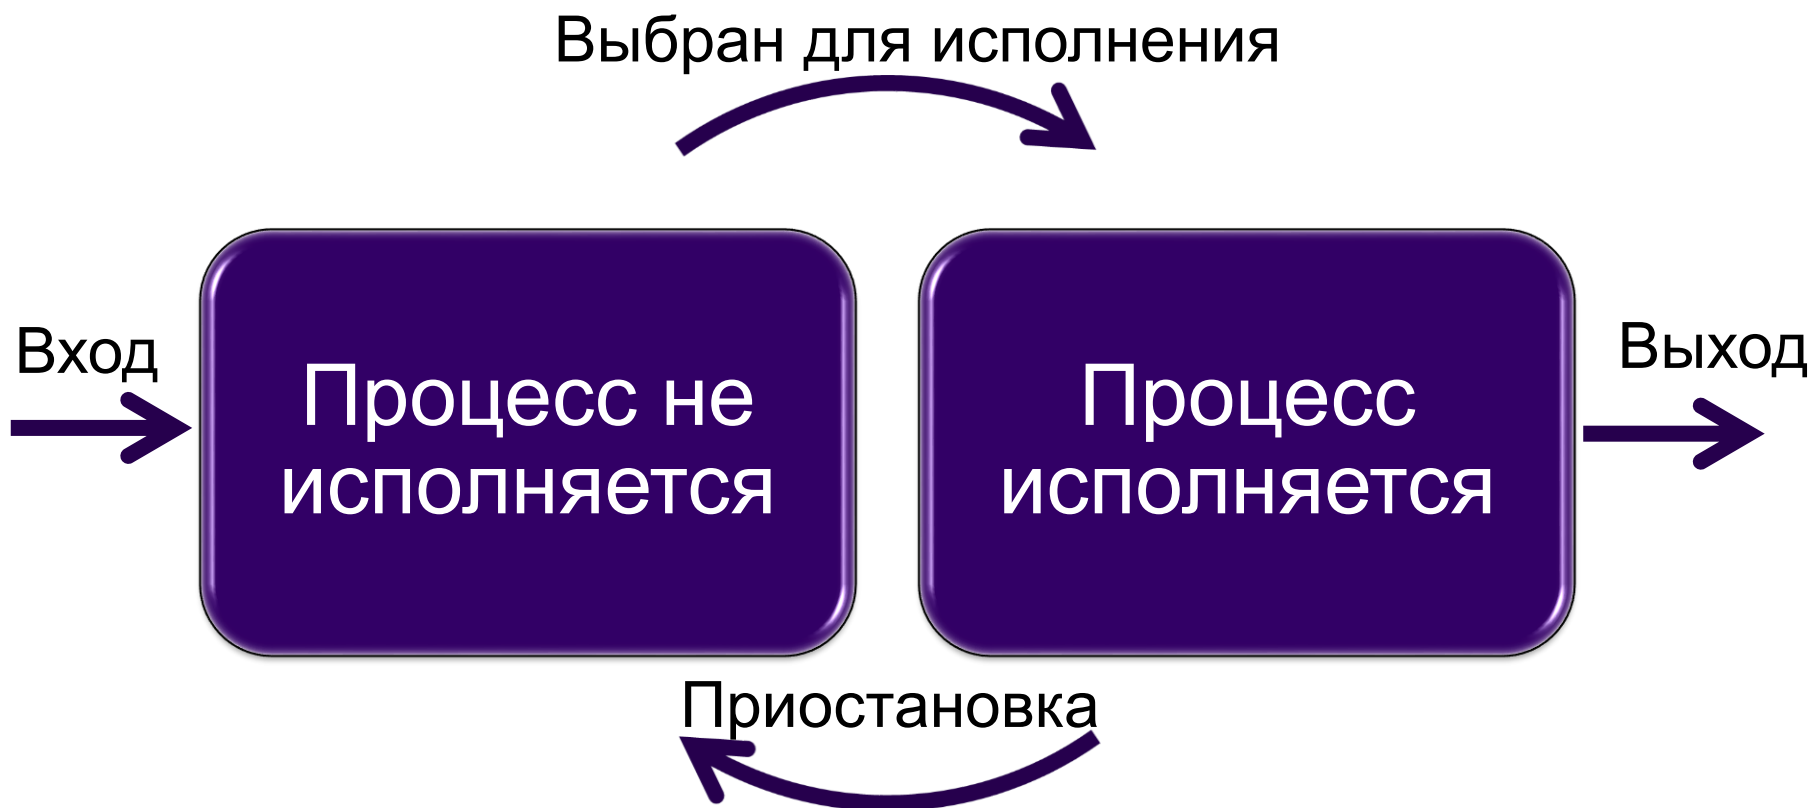 Выбран для исполнения
Вход
Процесс не
исполняется
Процесс
исполняется
Выход
Приостановка